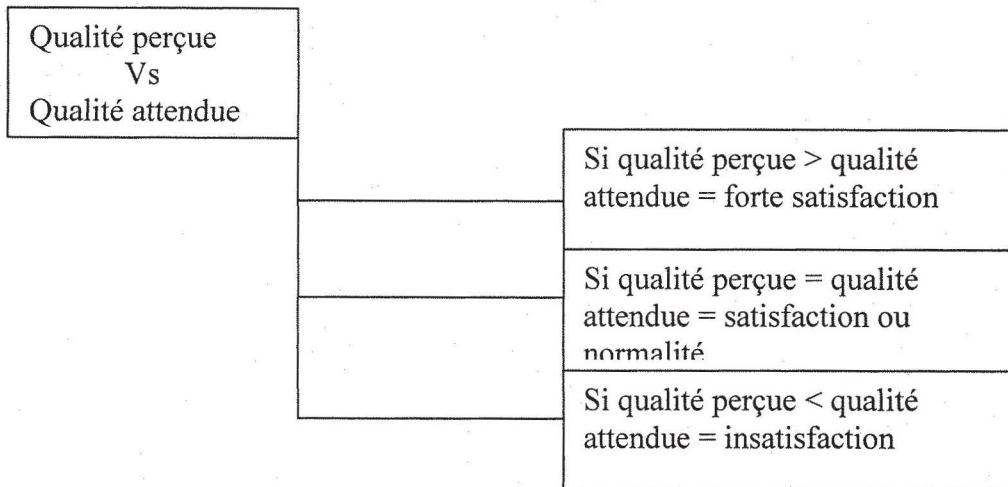 Qualité perçue
Vs
Qualité attendue
Si qualité perçue > qualité
attendue = forte satisfaction
Si qualité perçue = qualité
attendue = satisfaction ou
normalité
Si qualité perçue < qualité
attendue = insatisfaction